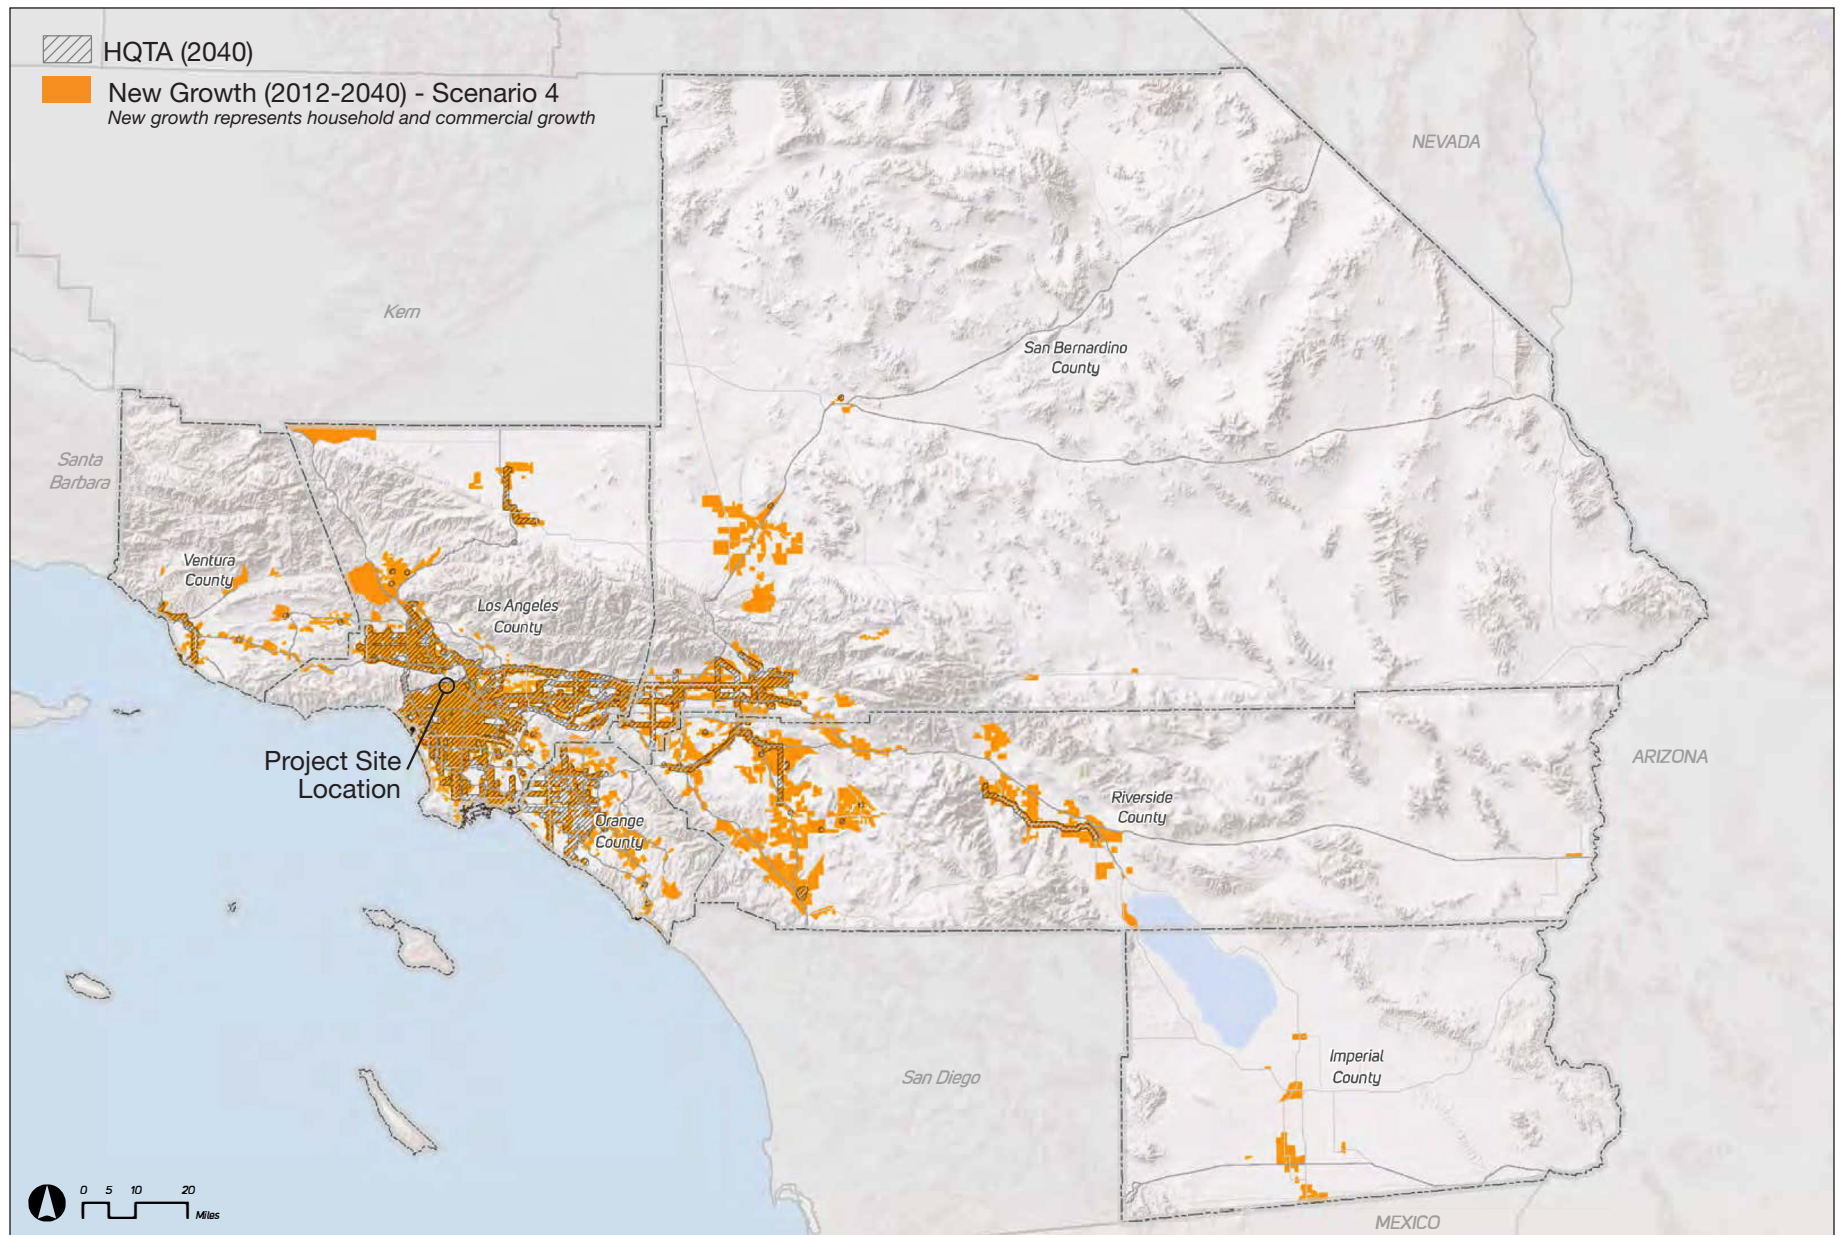 HQTA (2040)
New Growth (2012-2040) - Scenario 4
New growth represents household and commercial growth
NEVADA
Kern
San Bernardino
County
Santa
Barbara
Ventura
County
Los Angeles
County
Project Site
Location
ARIZONA
Riverside
County
Orange
County
Imperial
County
San Diego
0 5 10 20
Miles
MEXICO